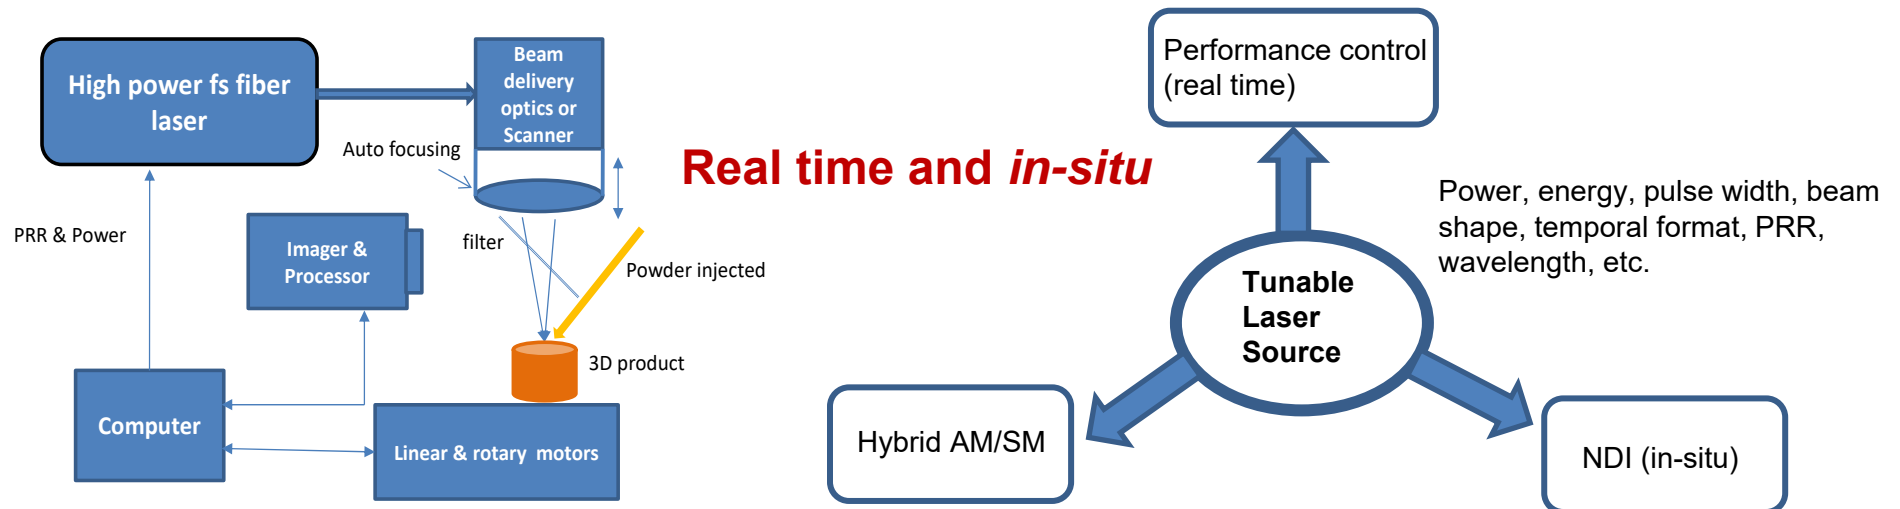 High power fs fiber
laser
Beam
delivery
optics or
Scanner
Auto focusing
PRR & Power
Imager &
Processor
filter
Powder injected
3D product
Computer
Linear & rotary motors
Real time and in-situ
Performance control
(real time)
Power, energy, pulse width, beam
shape, temporal format, PRR,
wavelength, etc.
Tunable
Laser
Source
Hybrid AM/SM
NDI (in-situ)